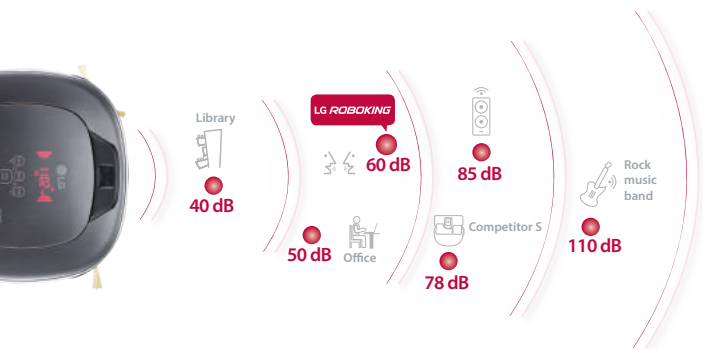 Library
40 dB
LG ROBOKING
60 dB
50 dB
Office
85 dB
Competitor S
78 dB
Rock
music
band
110 dB
LG